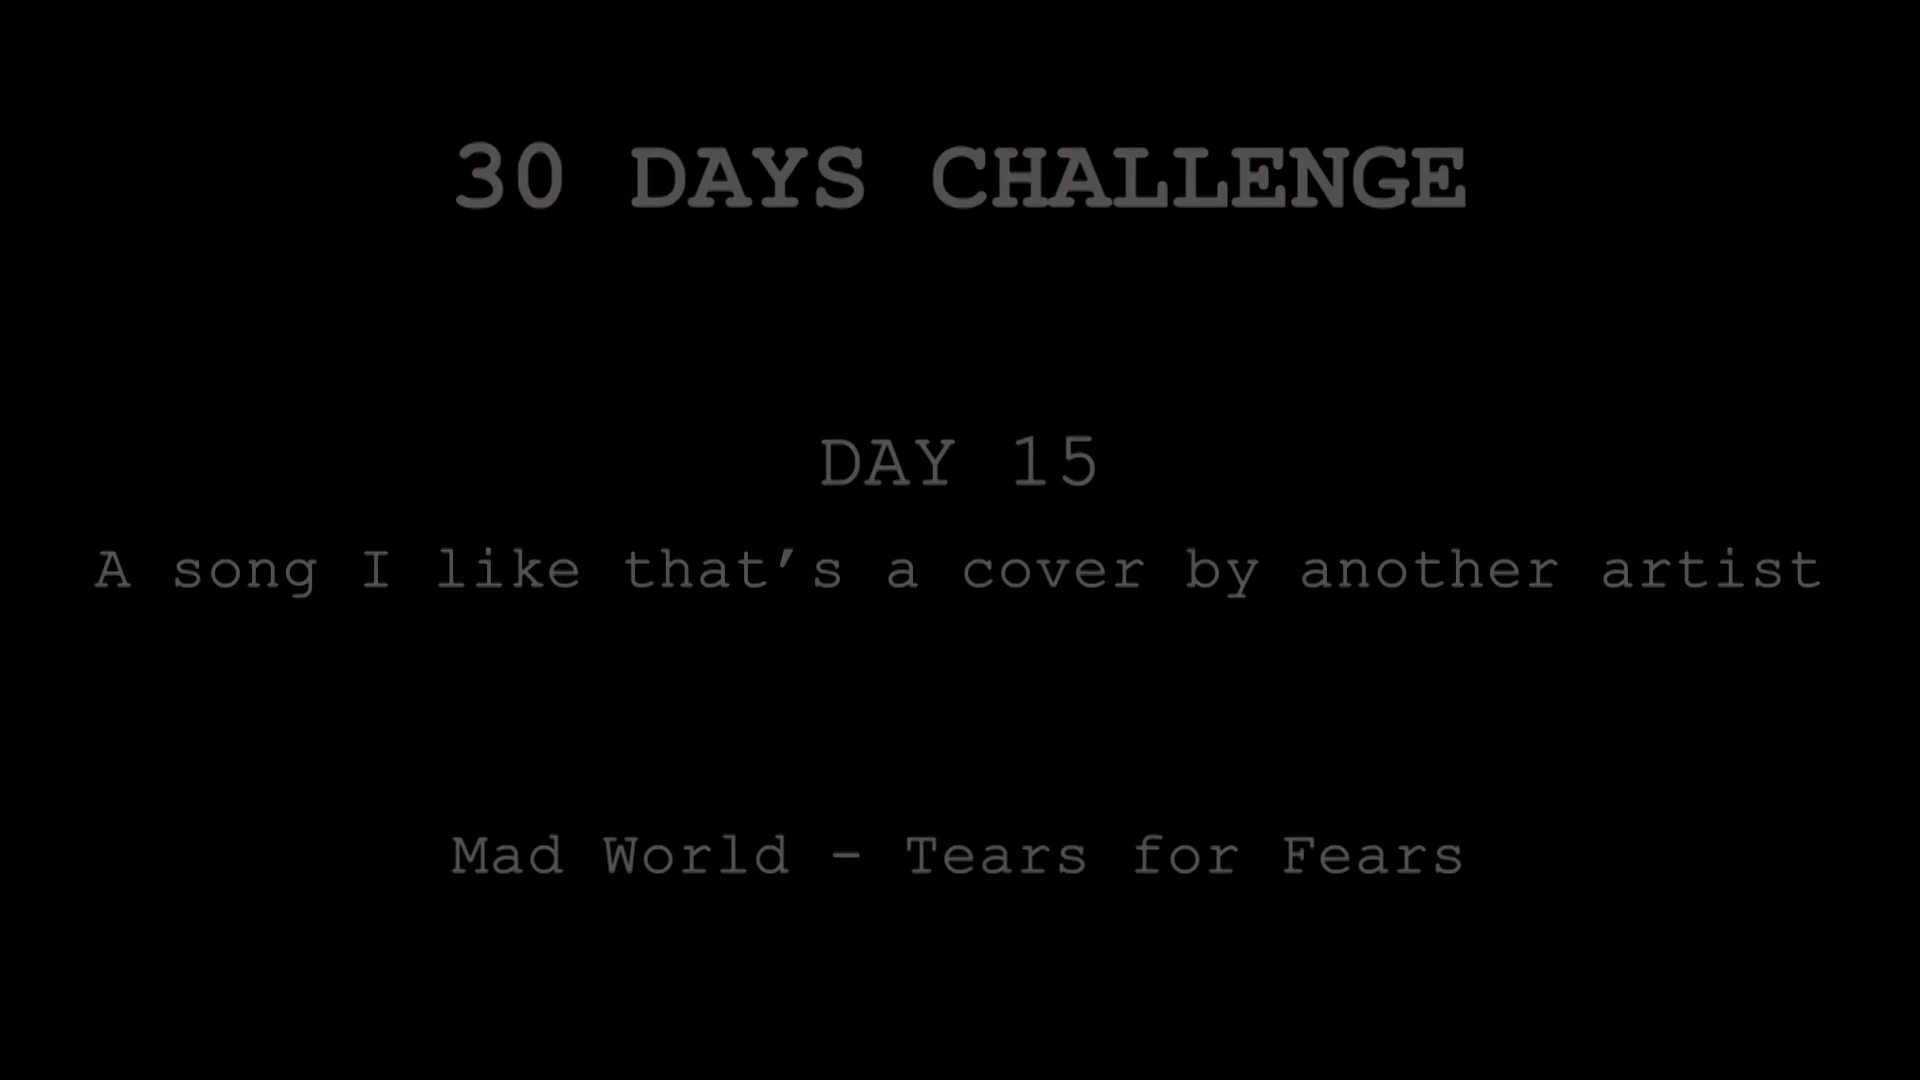 30 DAYS CHALLENGE
DAY 15
A song I like that’s a cover by another artist
Mad World - Tears for Fears